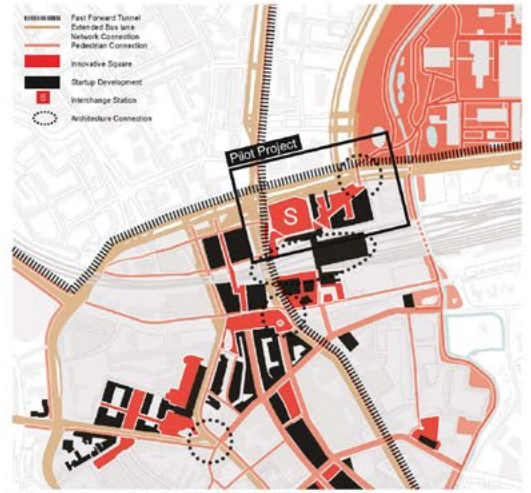 Fast Forward Tunnel
Extended Bus lane
Network Connection
Pedestrian Connection
Innovative Square
Startup Development
S
Interchange Station
Architecture Connection
Pilot Project
S